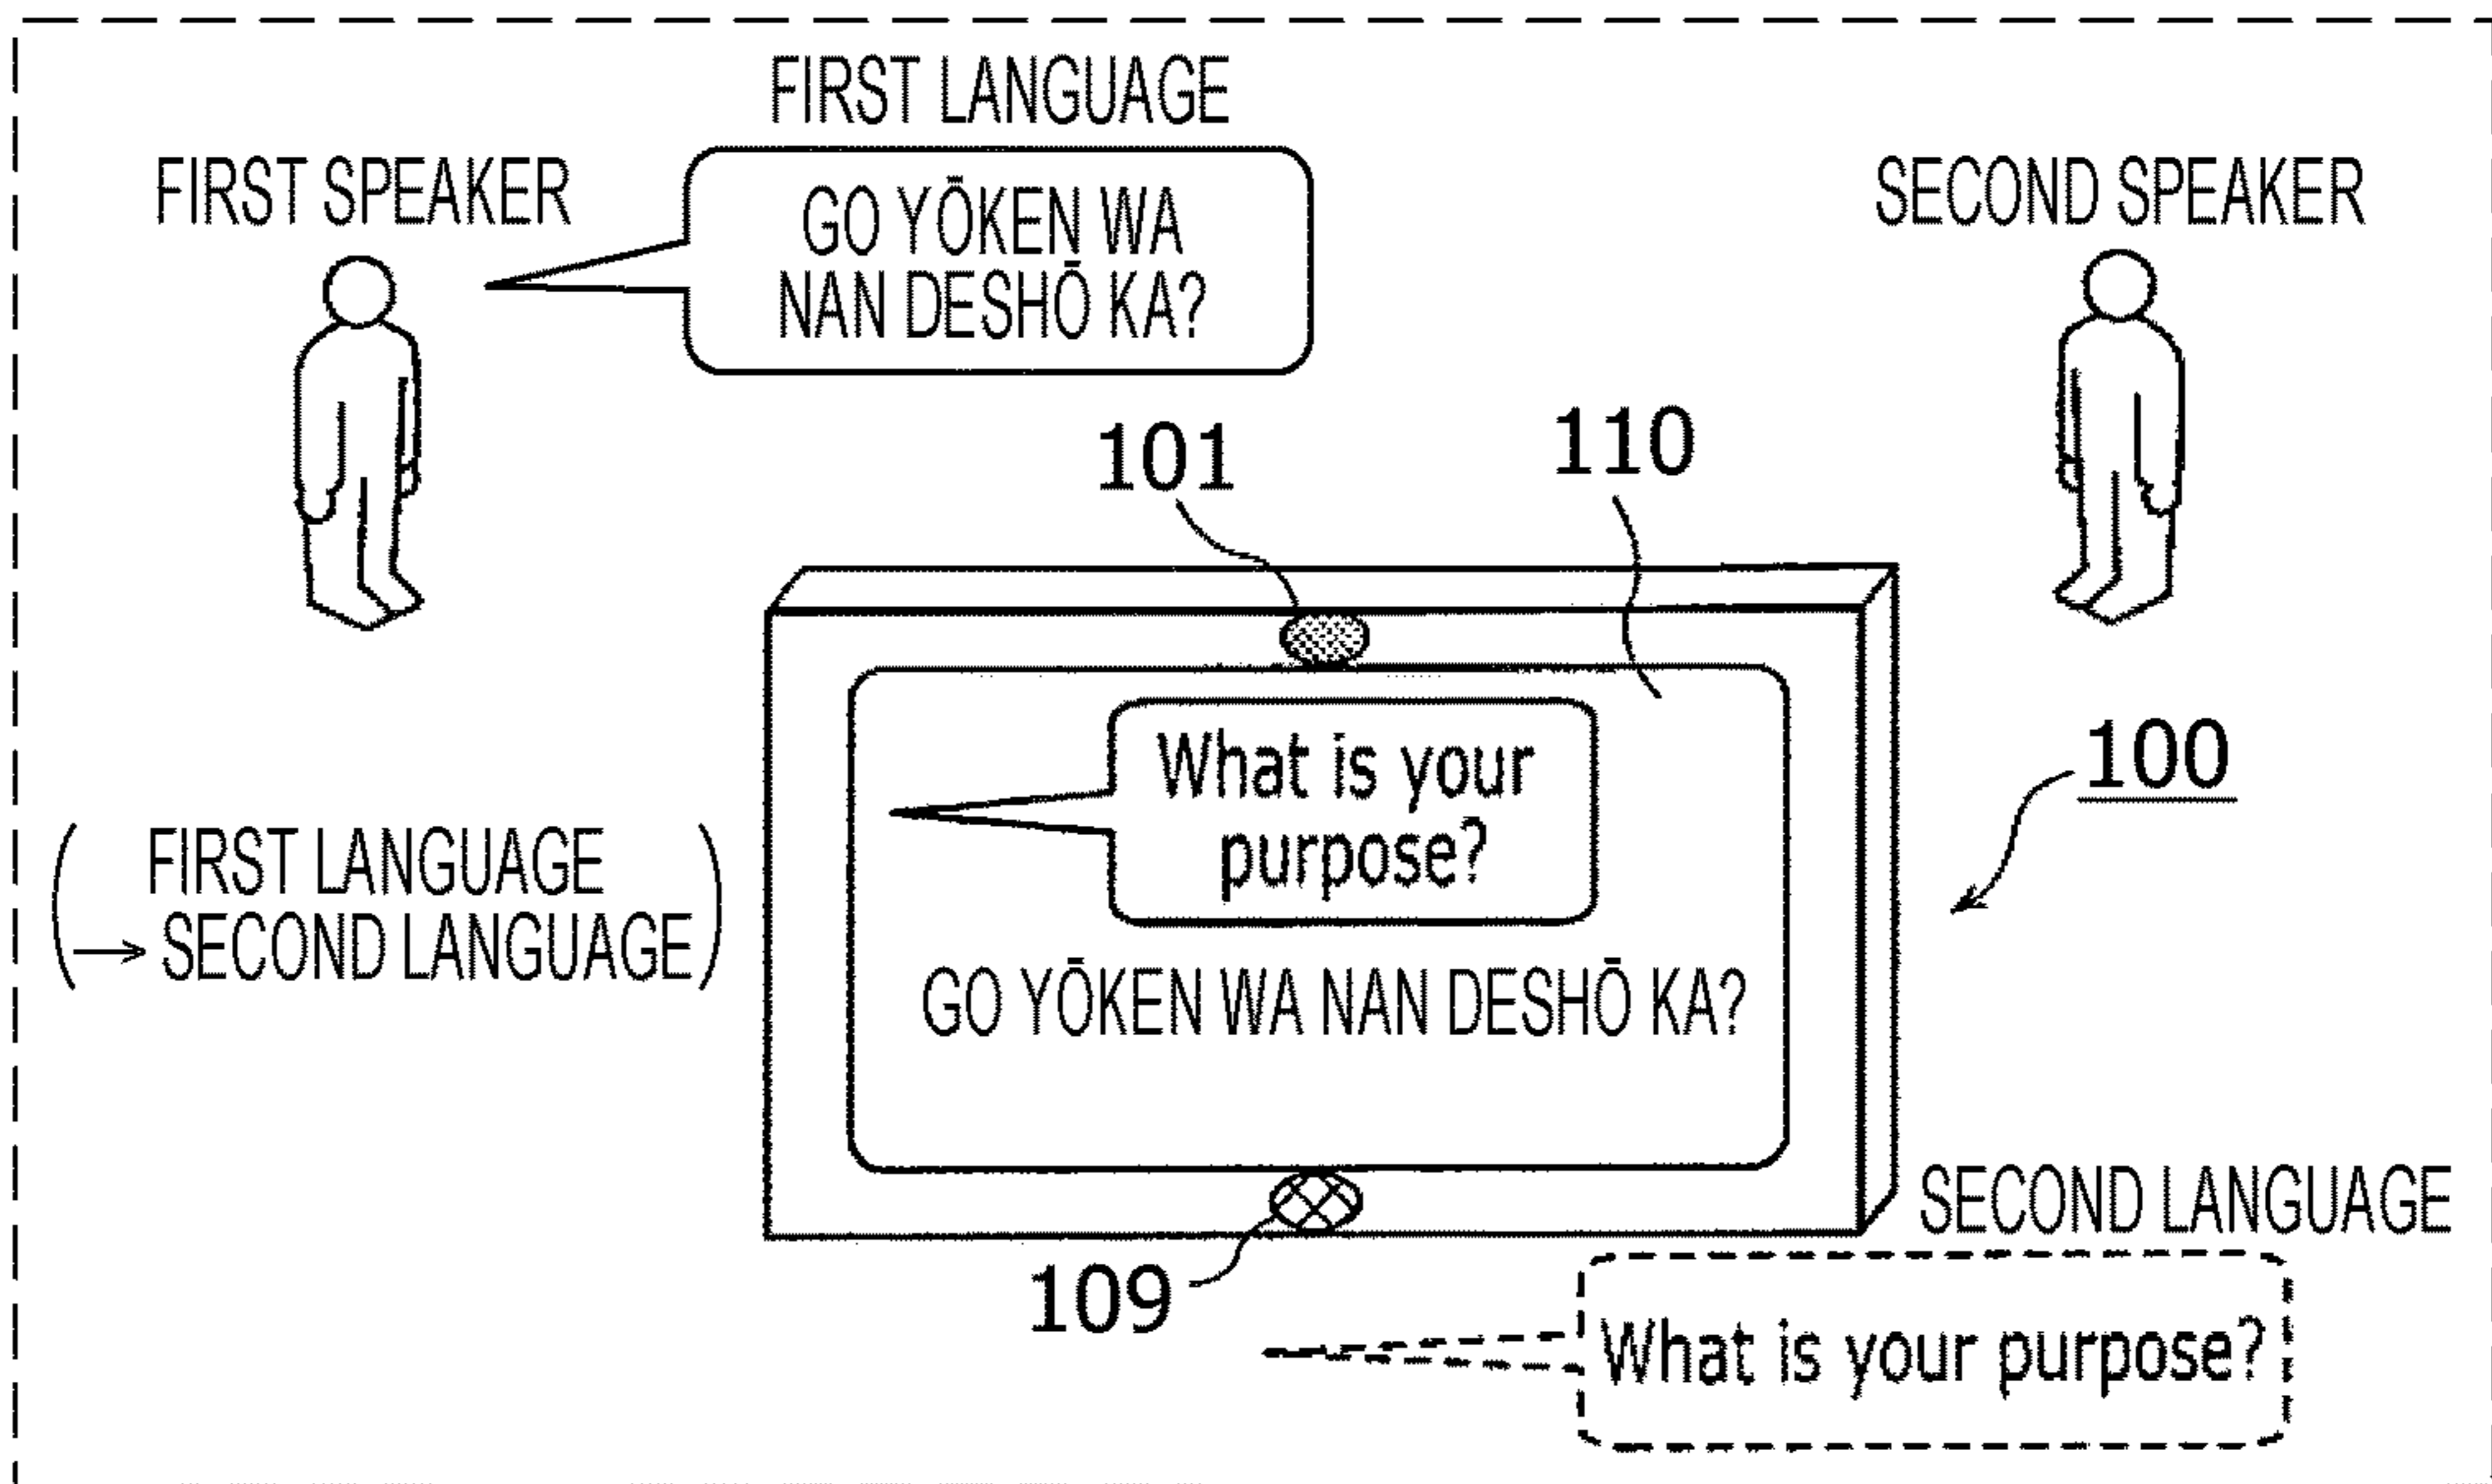 FIRST LANGUAGE
FIRST SPEAKER
GO YŌKEN WA
NAN DESHŌ KA?
SECOND SPEAKER
101
110
What is your
purpose?
100
FIRST LANGUAGE
→ SECOND LANGUAGE
GO YŌKEN WA NAN DESHŌ KA?
SECOND LANGUAGE
109
What is your purpose?